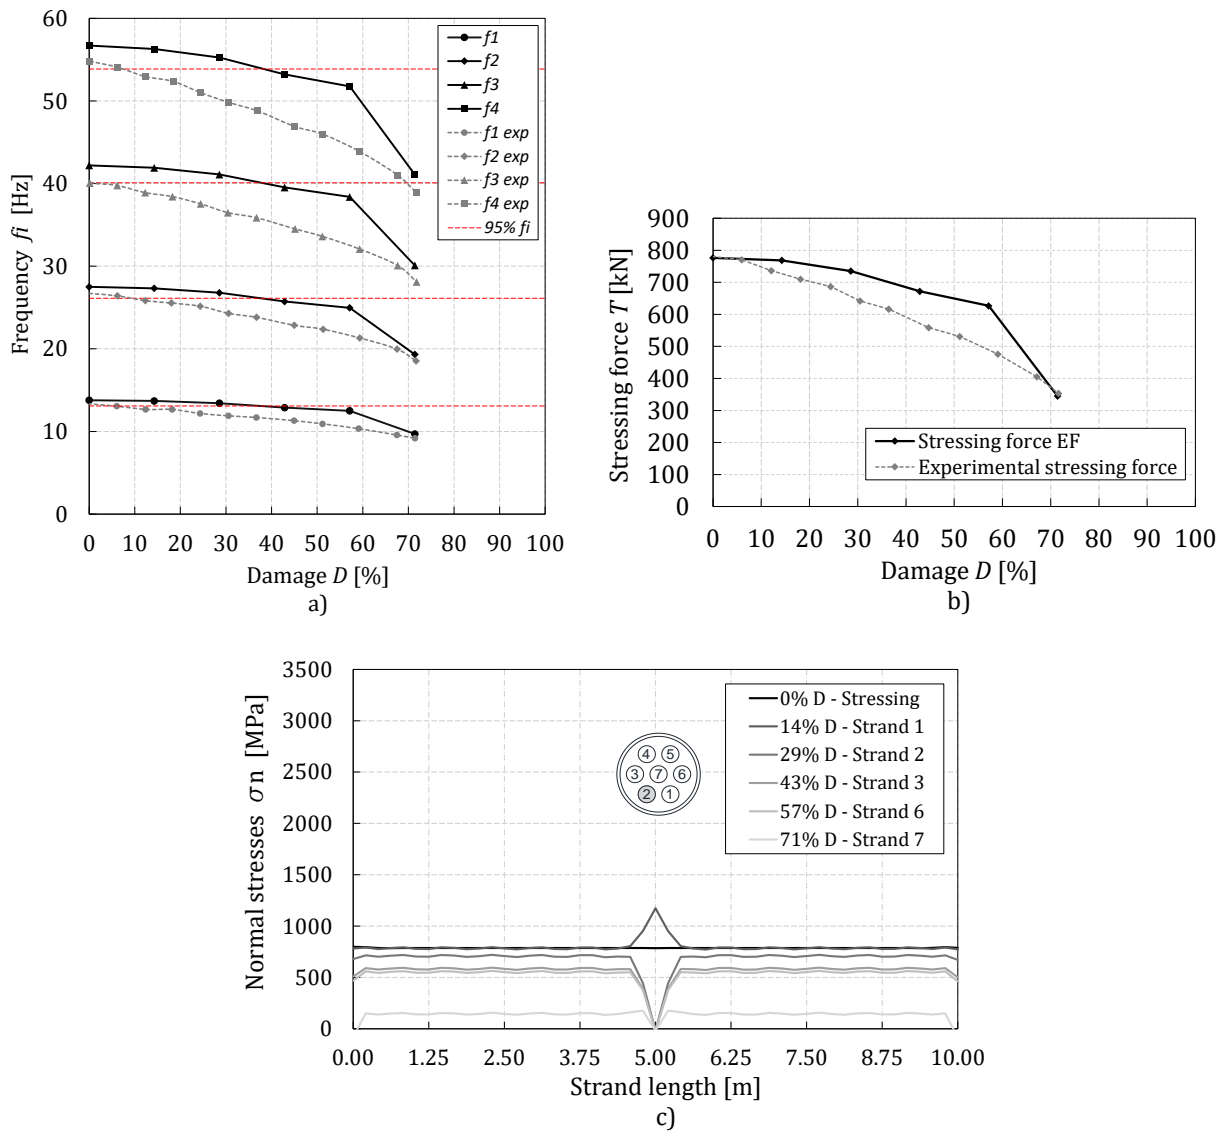 60
50
40
30
20
10
0
Frequency fi [Hz]
f1
f2
f3
f4
f1 exp
f2 exp
f3 exp
f4 exp
95% fi
0 10 20 30 40 50 60 70 80 90 100
Damage D [%]
a)
900
800
700
600
500
400
300
200
100
0
Stressing force T [kN]
Stressing force EF
Experimental stressing force
0 10 20 30 40 50 60 70 80 90 100
Damage D [%]
b)
3500
3000
2500
2000
1500
1000
500
0
Normal stresses σn [MPa]
4 5
3 7 6
2 1
0% D - Stressing
14% D - Strand 1
29% D - Strand 2
43% D - Strand 3
57% D - Strand 6
71% D - Strand 7
0.00 1.25 2.50 3.75 5.00 6.25 7.50 8.75 10.00
Strand length [m]
c)